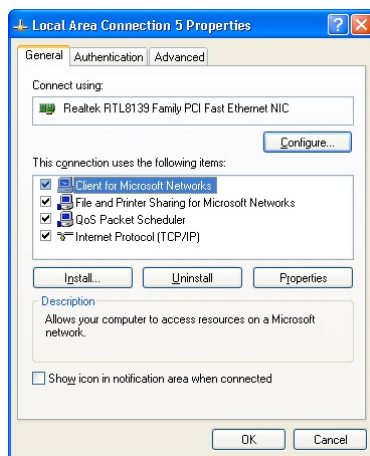 Local Area Connection 5 Properties
General Authentication Advanced
Connect using:
Realtek RTL8139 Family PCI Fast Ethernet NIC
Configure...
This connection uses the following items:
Client for Microsoft Networks
File and Printer Sharing for Microsoft Networks
QoS Packet Scheduler
Internet Protocol (TCP/IP)
Install... Uninstall Properties
Description
Allows your computer to access resources on a Microsoft
network.
Show icon in notification area when connected
OK Cancel